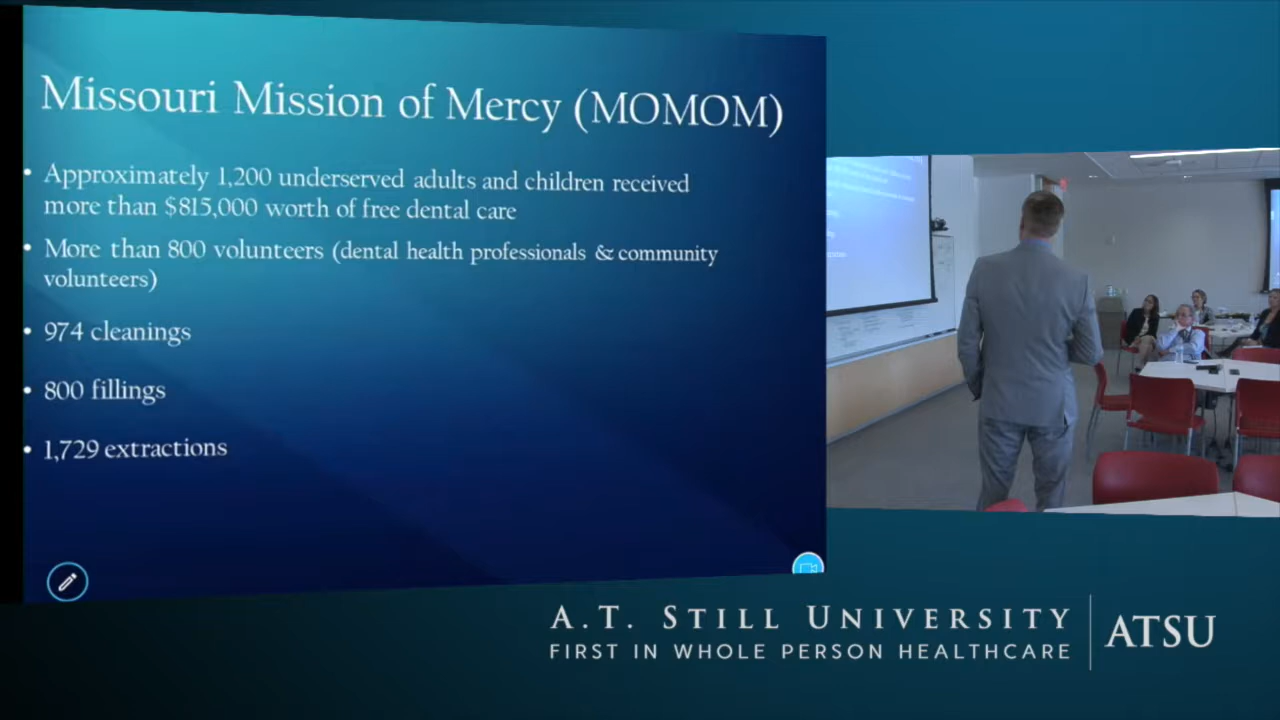 Missouri Mission of Mercy (MOMOM)
• Approximately 1,200 underserved adults and children received
more than $815,000 worth of free dental care
• More than 800 volunteers (dental health professionals & community
volunteers)
• 974 cleanings
• 800 fillings
• 1,729 extractions
A.T. STILL UNIVERSITY
FIRST IN WHOLE PERSON HEALTHCARE
ATSU